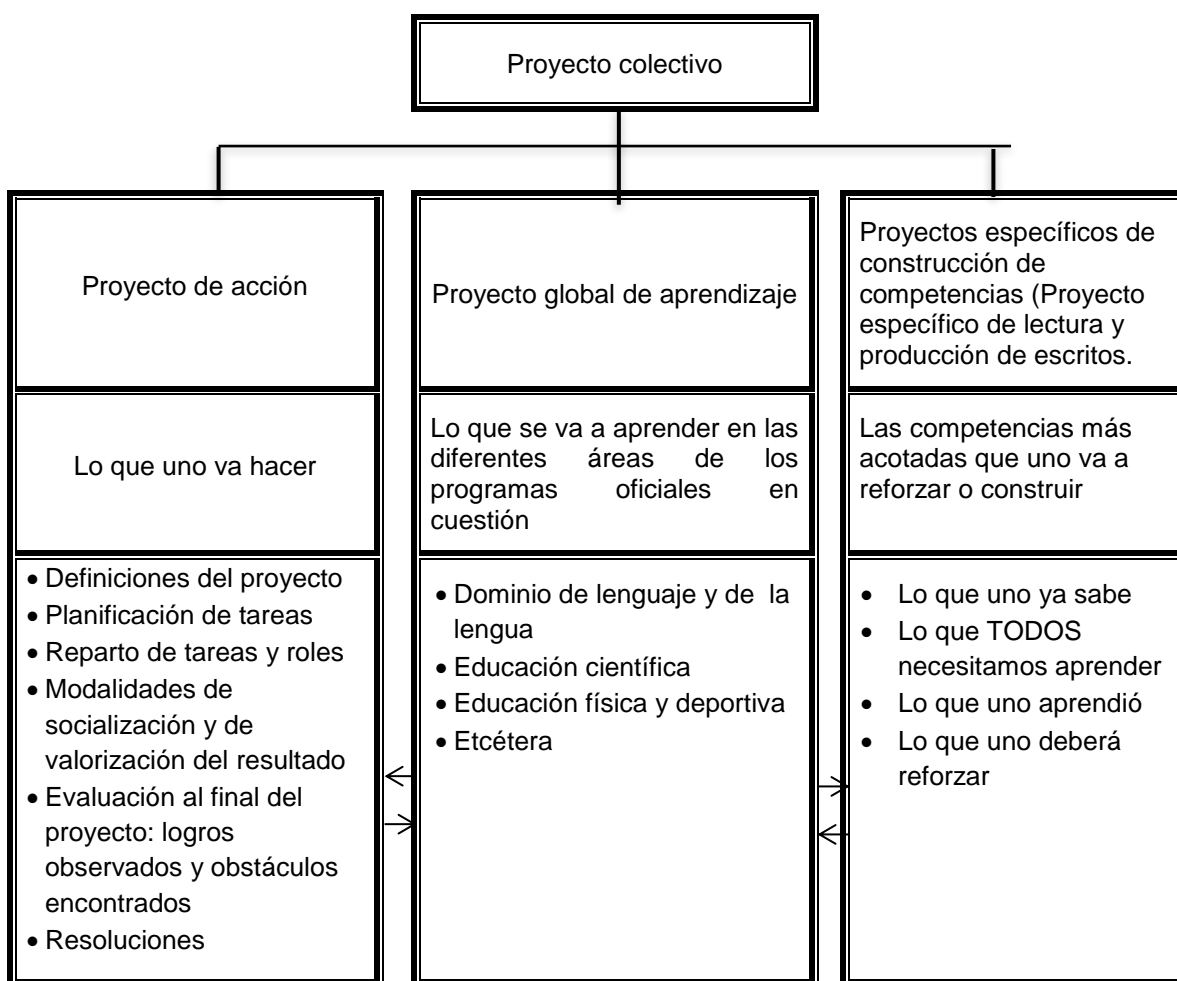 Proyecto colectivo
Proyecto de acción
Proyecto global de aprendizaje
Proyectos específicos de
construcción de
competencias (Proyecto
específico de lectura y
producción de escritos.
Lo que uno va hacer
Lo que se va a aprender en las
diferentes áreas de los
programas oficiales en
cuestión
Las competencias más
acotadas que uno va a
reforzar o construir
• Definiciones del proyecto
• Planificación de tareas
• Reparto de tareas y roles
• Modalidades de
socialización y de
valorización del resultado
• Evaluación al final del
proyecto: logros
observados y obstáculos
encontrados
• Resoluciones
• Dominio de lenguaje y de la
lengua
• Educación científica
• Educación física y deportiva
• Etcétera
• Lo que uno ya sabe
• Lo que TODOS
necesitamos aprender
• Lo que uno aprendió
• Lo que uno deberá
reforzar